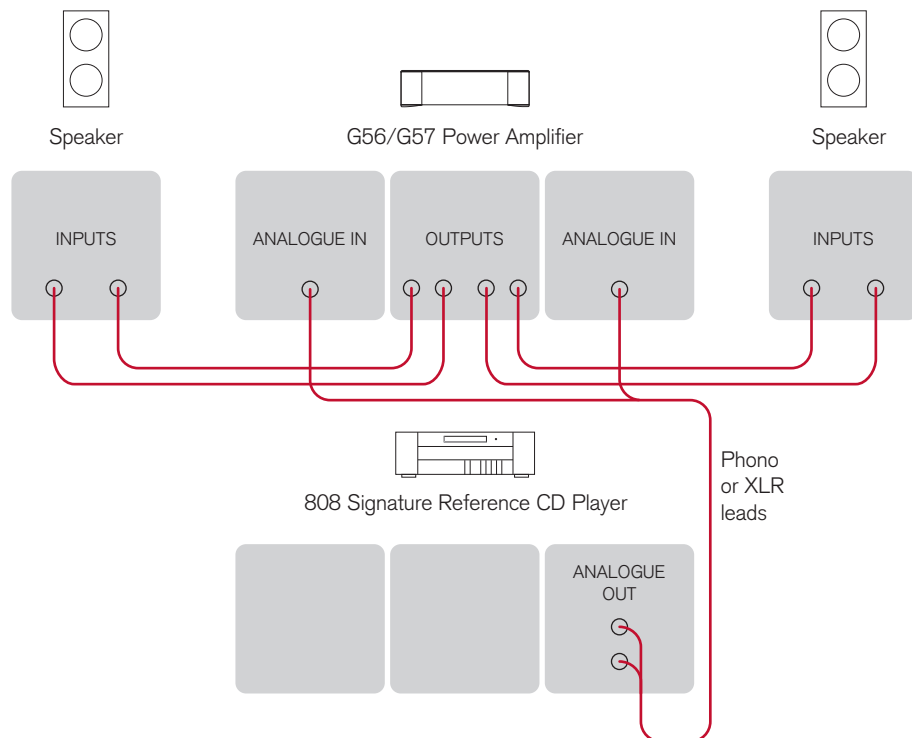 Speaker
G56/G57 Power Amplifier
Speaker
INPUTS
ANALOGUE IN
OUTPUTS
ANALOGUE IN
INPUTS
808 Signature Reference CD Player
Phono
or XLR
leads
ANALOGUE
OUT